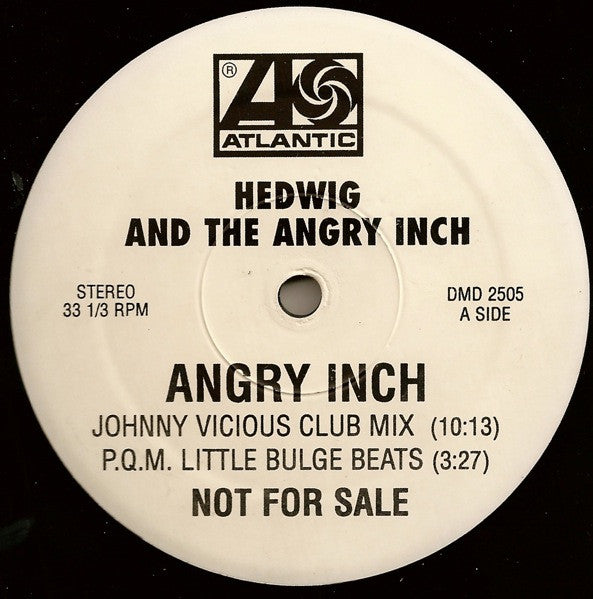 ®
ATLANTIC
HEDWIG
AND THE ANGRY INCH
STEREO
33 1/3 RPM
DMD 2505
A SIDE
ANGRY INCH
JOHNNY VICIOUS CLUB MIX (10:13)
P.Q.M. LITTLE BULGE BEATS (3:27)
NOT FOR SALE